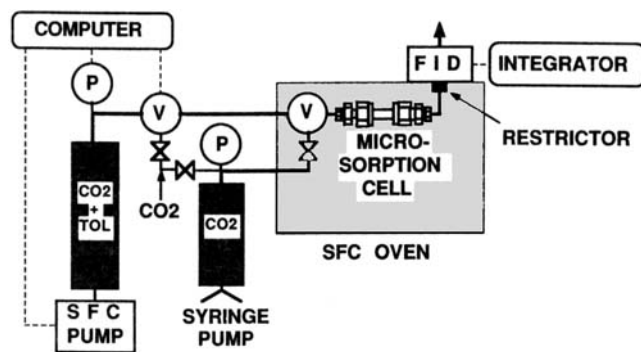 COMPUTER
P
V
P
CO2
+
TOL
S F C
PUMP
CO2
CO2
SYRINGE
PUMP
V
F I D
INTEGRATOR
RESTRICTOR
MICRO-
SORPTION
CELL
SFC OVEN